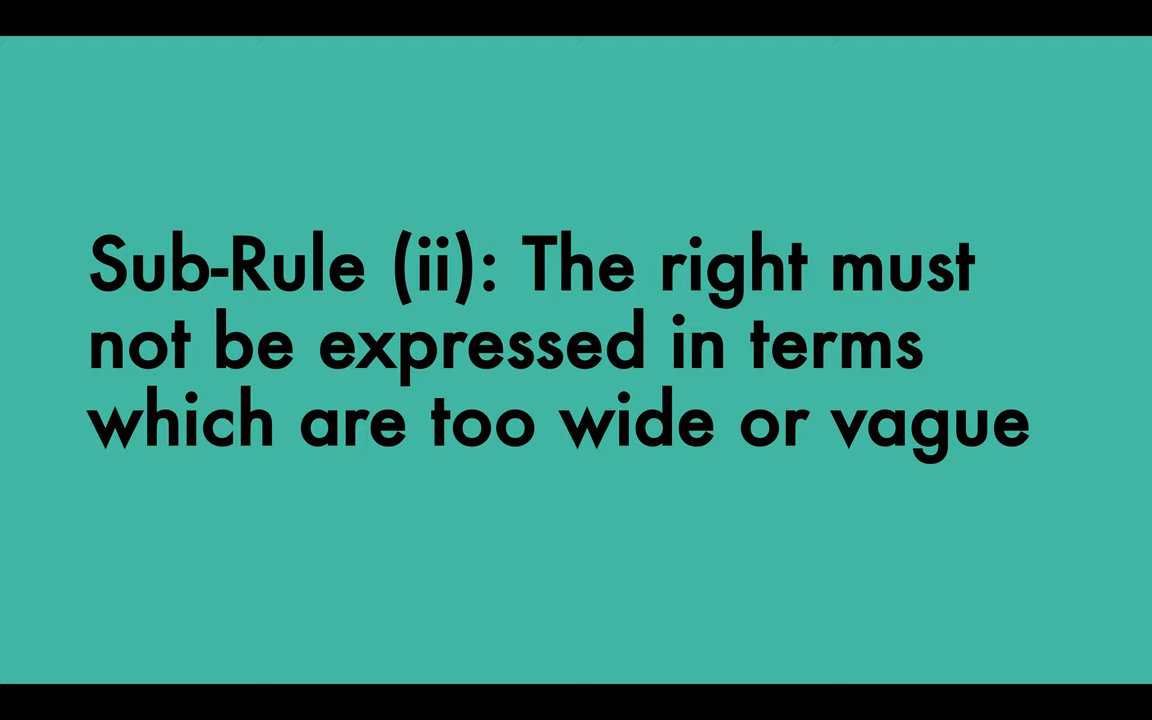 Sub-Rule (ii): The right must
not be expressed in terms
which are too wide or vague